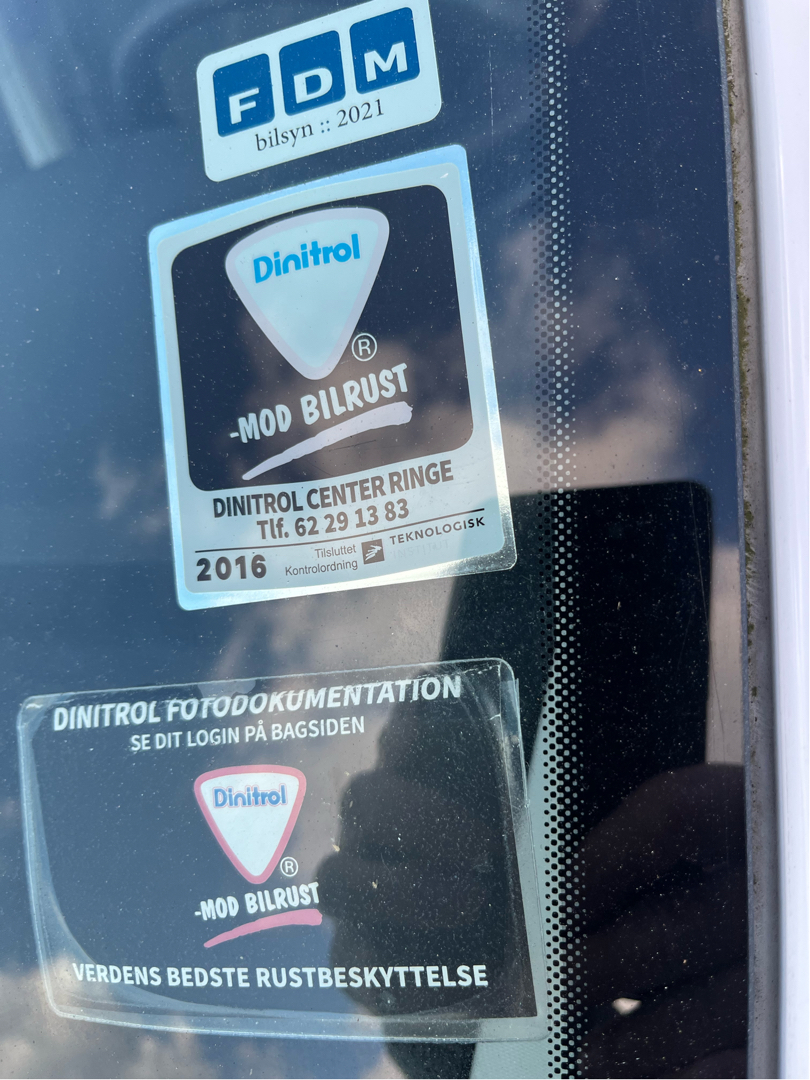 FDM
bilsyn :: 2021
Dinitrol
®
-MOD BILRUST
DINITROL CENTER RINGE
Tlf. 62 29 13 83
2016
Tilsluttet
Kontrolordning
TEKNOLOGISK
DINITROL FOTODOKUMENTATION
SE DIT LOGIN PÅ BAGSIDEN
Dinitrol
®
-MOD BILRUST
VERDENS BEDSTE RUSTBESKYTTELSE